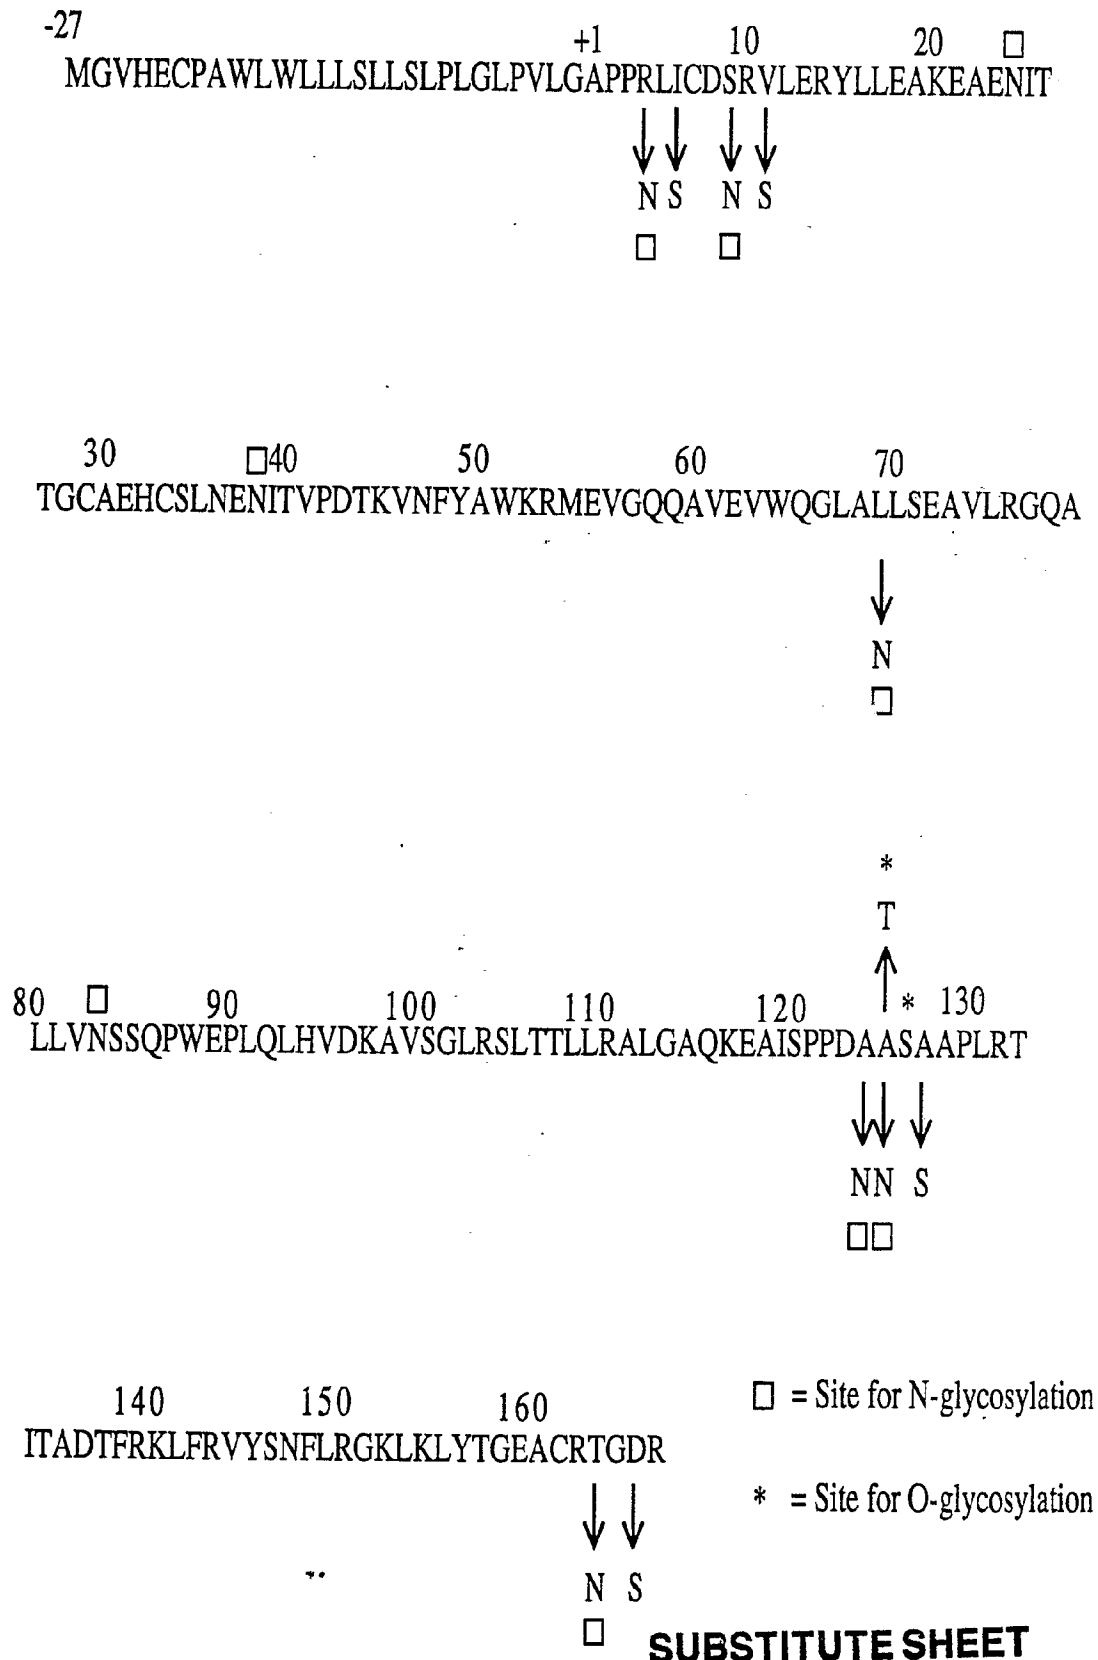 -27 +1 10 20 □
MGVHECPAWLWLLLSLLSLPLGLPVLGAPPRLICDSRVLERYLLEAKEAENIT
↓ ↓ ↓ ↓
N S N S
□ □
30 □40 50 60 70
TGCAEHCSLNENITVPDTKVNFYAWKRMEVGQQAVEVWQGLALLSEAVLRGQA
↓
N
□
*
T
↑
80 □ 90 100 110 120 * 130
LLVNSSQPWEPLQLHVDKAVSGLRSLTTLLRALGAQKEAISPPDAASAAPLRT
↓↓ ↓
NN S
□□
140 150 160
ITADTFRKLFRVYSNFLRGKLKLYTGEACRTGDR
↓ ↓
N S
□
□ = Site for N-glycosylation
* = Site for O-glycosylation
SUBSTITUTE SHEET